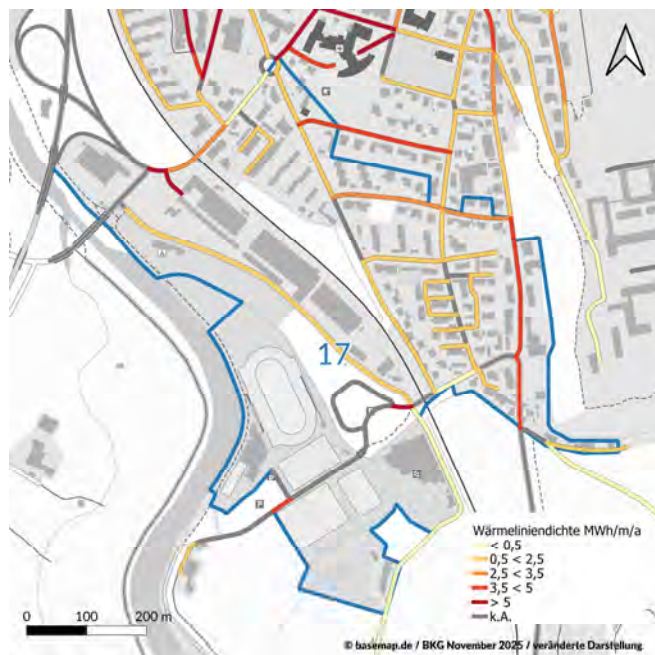 17
Wärmeliniendichte MWh/m/a
< 0,5
0,5 < 2,5
2,5 < 3,5
3,5 < 5
> 5
k.A.
0 100 200 m
© basemap.de / BKG November 2025 / veränderte Darstellung